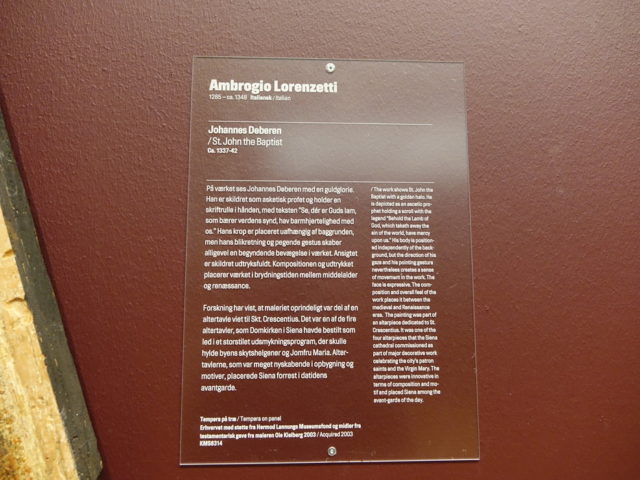 Ambrogio Lorenzetti
1285 – ca. 1348 Italiensk / Italian
Johannes Døberen
/ St. John the Baptist
Ca. 1337-42
På værket ses Johannes Døberen med en guldglorie.
Han er skildret som asketisk profet og holder en
skriftrulle i hånden, med teksten "Se, dér er Guds lam,
som bærer verdens synd, hav barmhjertelighed med
os." Hans krop er placeret uafhængig af baggrunden,
men hans blikretning og pegende gestus skaber
alligevel en begyndende bevægelse i værket. Ansigtet
er skildret udtryksfuldt. Kompositionen og udtrykket
placerer værket i brydningstiden mellem middelalder
og renæssance.
Forskning har vist, at maleriet oprindeligt var del af en
altertavle viet til Skt. Crescentius. Det var en af de fire
altertavler, som Domkirken i Siena havde bestilt som
led i et storstilet udsmykningsprogram, der skulle
hylde byens skytshelgener og Jomfru Maria. Alter-
tavlerne, som var meget nyskabende i opbygning og
motiver, placerede Siena forrest i datidens
avantgarde.
/ The work shows St. John the
Baptist with a golden halo. He
is depicted as an ascetic pro-
phet holding a scroll with the
legend "Behold the Lamb of
God, which taketh away the
sin of the world, have mercy
upon us." His body is position-
ed independently of the back-
ground, but the direction of his
gaze and his pointing gesture
nevertheless creates a sense
of movement in the work. The
face is expressive. The com-
position and overall feel of the
work places it between the
medieval and Renaissance
eras. The painting was part of
an altarpiece dedicated to St.
Crescentius. It was one of the
four altarpieces that the Siena
cathedral commissioned as
part of major decorative work
celebrating the city's patron
saints and the Virgin Mary. The
altarpieces were innovative in
terms of composition and mo-
tif and placed Siena among the
avant-garde of the day.
Tempera på træ / Tempera on panel
Erhvervet med støtte fra Hermod Lannungs Museumsfond og midler fra
testamentarisk gave fra maleren Ole Kielberg 2003 / Acquired 2003
KMS8314